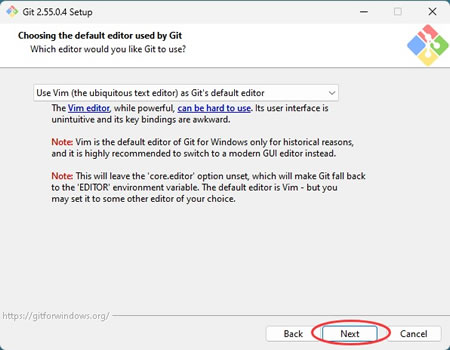 Git 2.55.0.4 Setup
Choosing the default editor used by Git
Which editor would you like Git to use?
Use Vim (the ubiquitous text editor) as Git's default editor
The Vim editor, while powerful, can be hard to use. Its user interface is
unintuitive and its key bindings are awkward.
Note: Vim is the default editor of Git for Windows only for historical reasons,
and it is highly recommended to switch to a modern GUI editor instead.
Note: This will leave the 'core.editor' option unset, which will make Git fall back
to the 'EDITOR' environment variable. The default editor is Vim - but you
may set it to some other editor of your choice.
https://gitforwindows.org/
Back
Next
Cancel